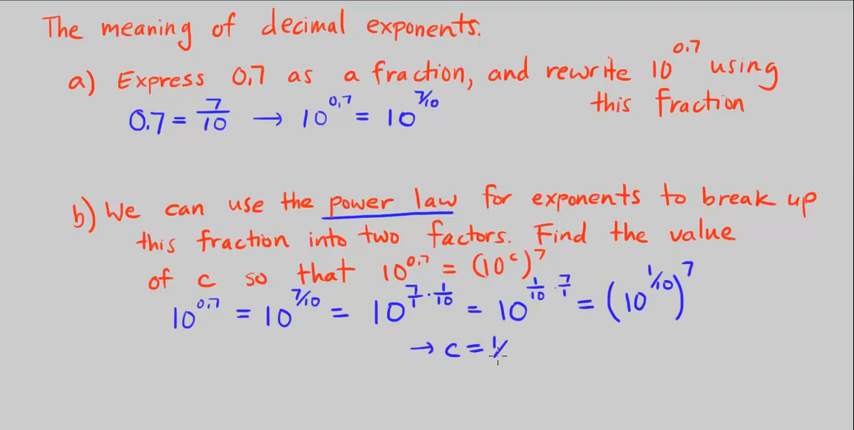 The meaning of decimal exponents.
a) Express 0.7 as a fraction, and rewrite 10^0.7 using
this fraction
0.7 = 7/10 → 10^0.7 = 10^7/10
b) We can use the power law for exponents to break up
this fraction into two factors. Find the value
of c so that 10^0.7 = (10^c)^7
10^0.7 = 10^7/10 = 10^7/1 · 1/10 = 10^1/10 · 7/1 = (10^1/10)^7
→ c = 1/